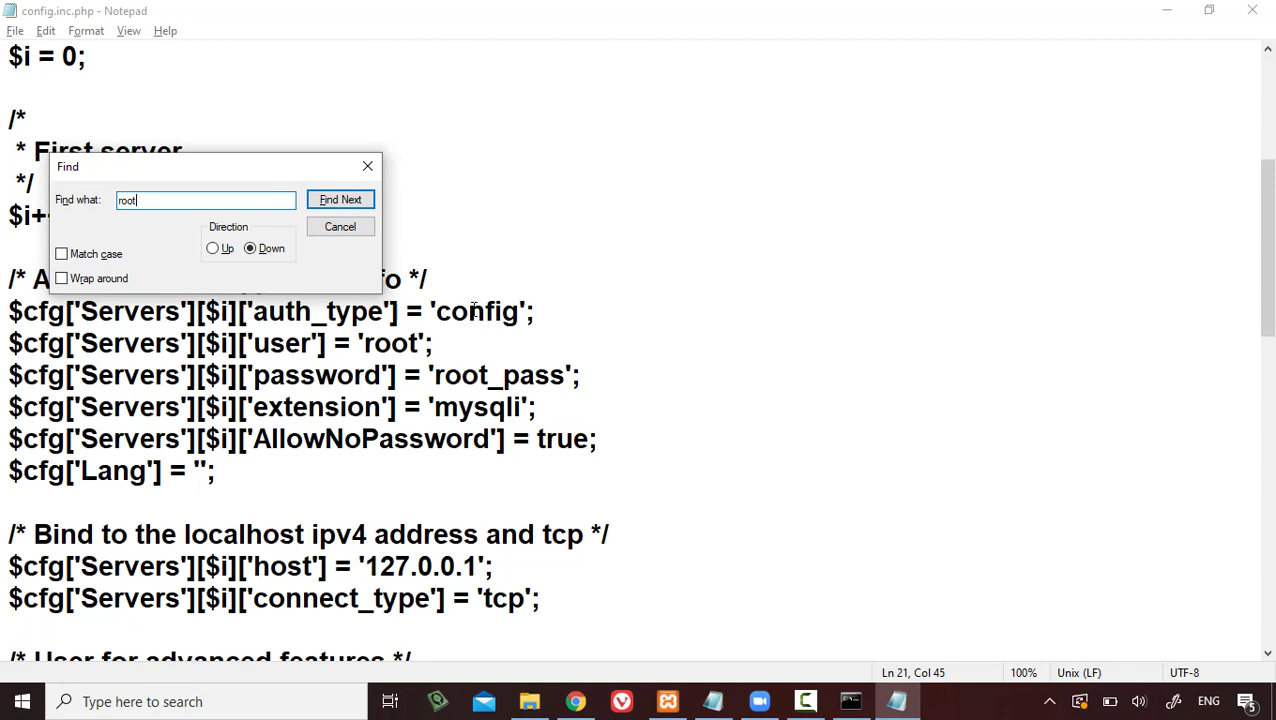 config.inc.php - Notepad
File Edit Format View Help
$i = 0;
/*
* First server
*/
$i+
Find
Find what: root
Find Next
Direction
Cancel
Up Down
Match case
Wrap around
/* A fo */
$cfg['Servers'][$i]['auth_type'] = 'config';
$cfg['Servers'][$i]['user'] = 'root';
$cfg['Servers'][$i]['password'] = 'root_pass';
$cfg['Servers'][$i]['extension'] = 'mysqli';
$cfg['Servers'][$i]['AllowNoPassword'] = true;
$cfg['Lang'] = '';
/* Bind to the localhost ipv4 address and tcp */
$cfg['Servers'][$i]['host'] = '127.0.0.1';
$cfg['Servers'][$i]['connect_type'] = 'tcp';
/* User for advanced features */
Ln 21, Col 45 100% Unix (LF) UTF-8
Type here to search
ENG
5